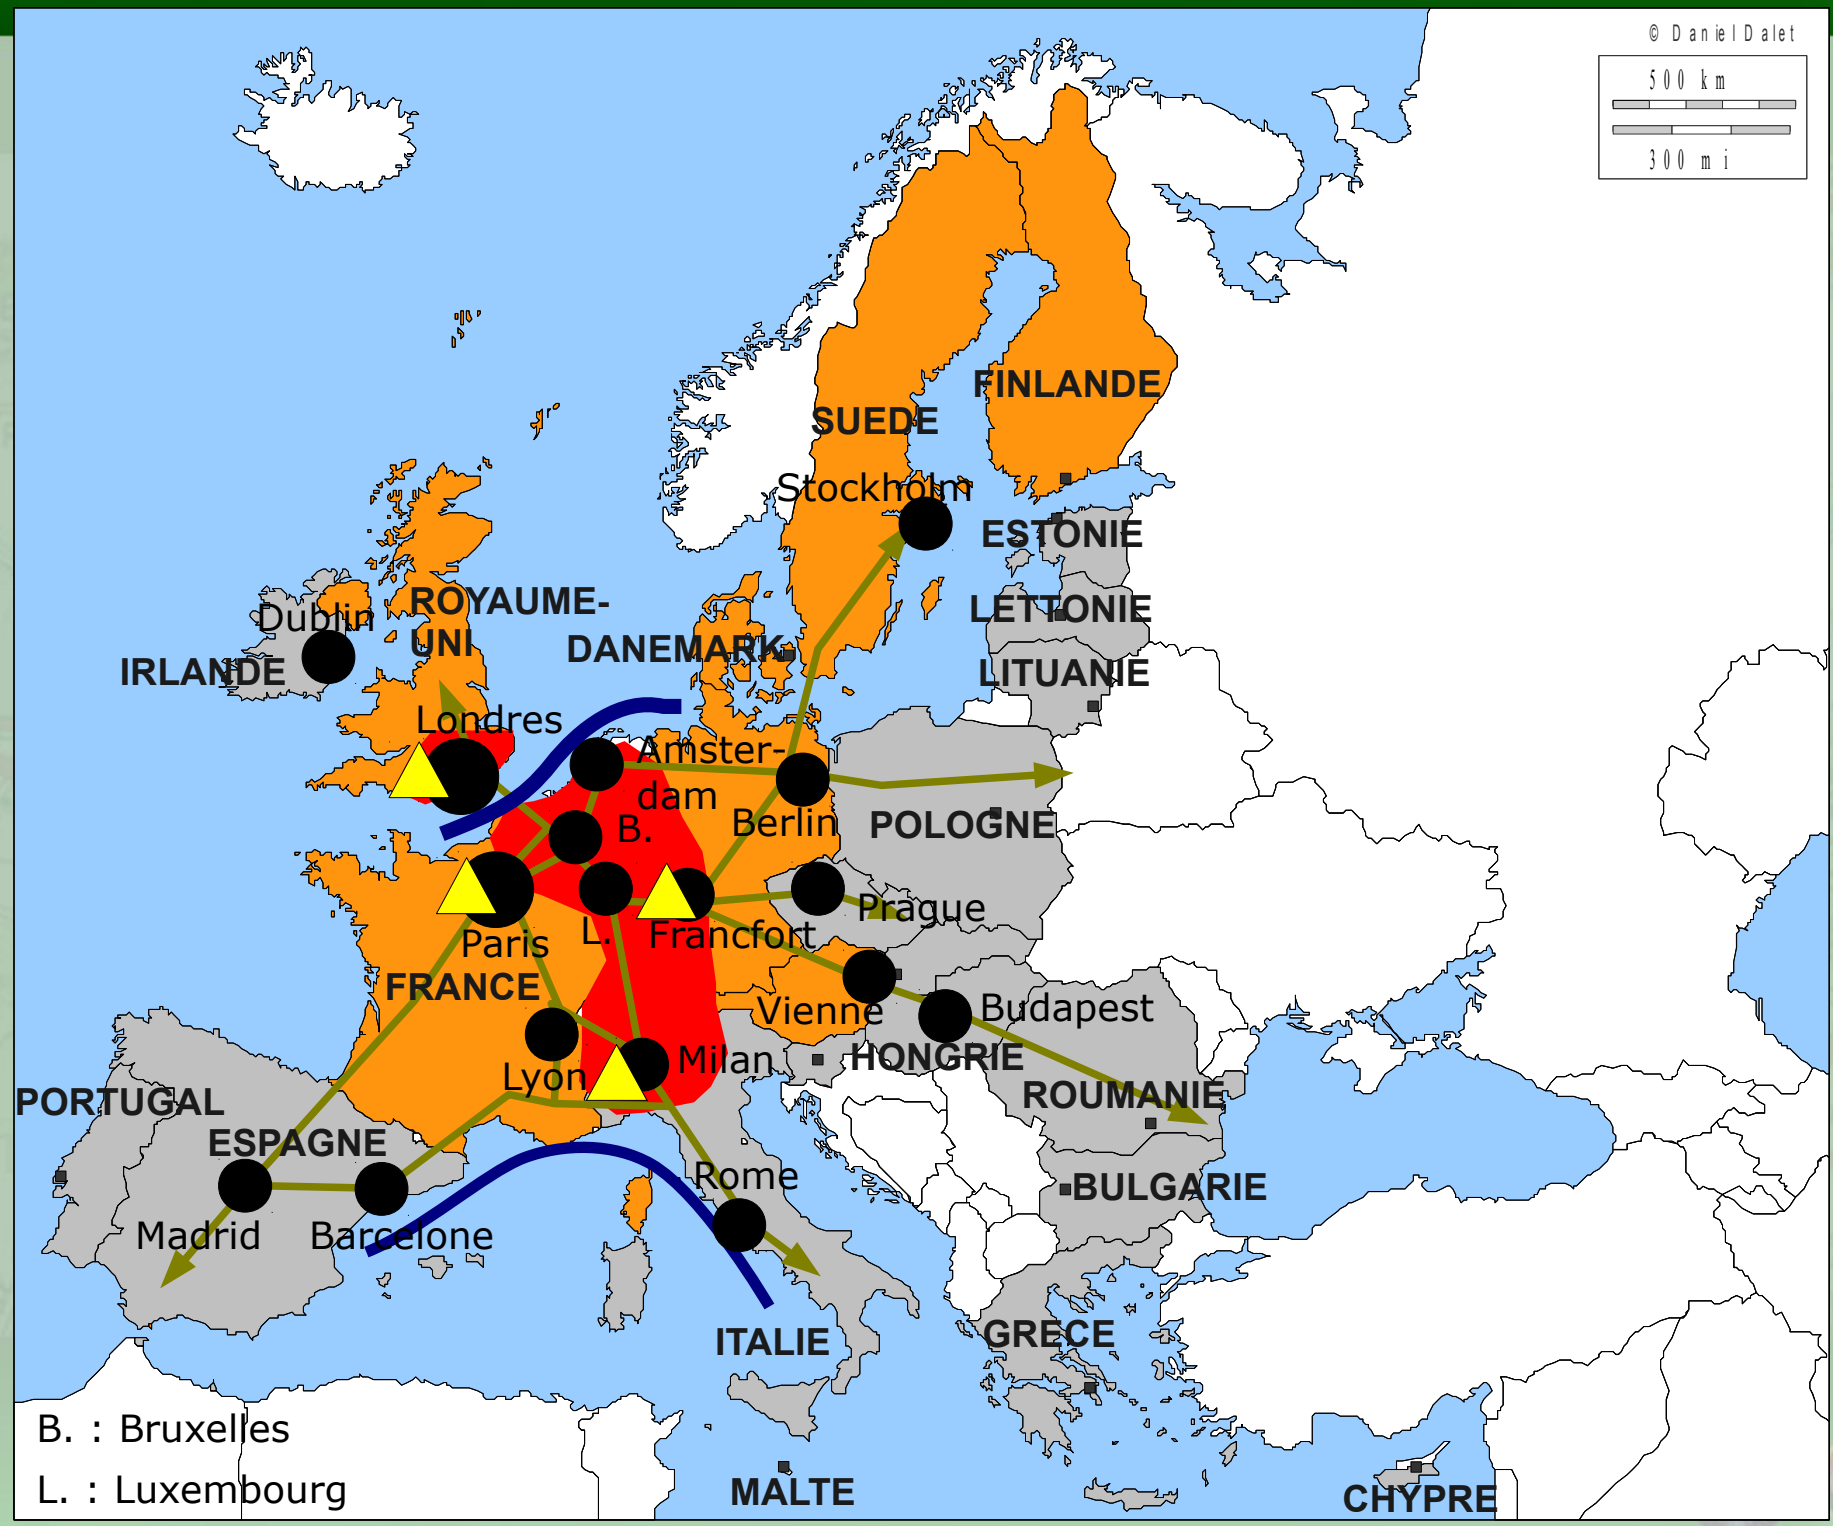 © Daniel Dalet
500 km
300 mi
FINLANDE
SUEDE
Stockholm
ESTONIE
ROYAUME-
UNI
Dublin
LETTONIE
DANEMARK
IRLANDE
LITUANIE
Londres
Amster-
dam
B.
Berlin
POLOGNE
Prague
Paris
L.
Francfort
FRANCE
Vienne
Budapest
HONGRIE
Lyon
Milan
ROUMANIE
PORTUGAL
ESPAGNE
Rome
BULGARIE
Madrid
Barcelone
ITALIE
GRECE
B. : Bruxelles
L. : Luxembourg
MALTE
CHYPRE